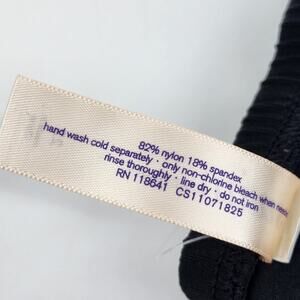 82% nylon 18% spandex
hand wash cold separately · only non-chlorine bleach when
rinse thoroughly · line dry · do not iron
RN 118641 CS11071825